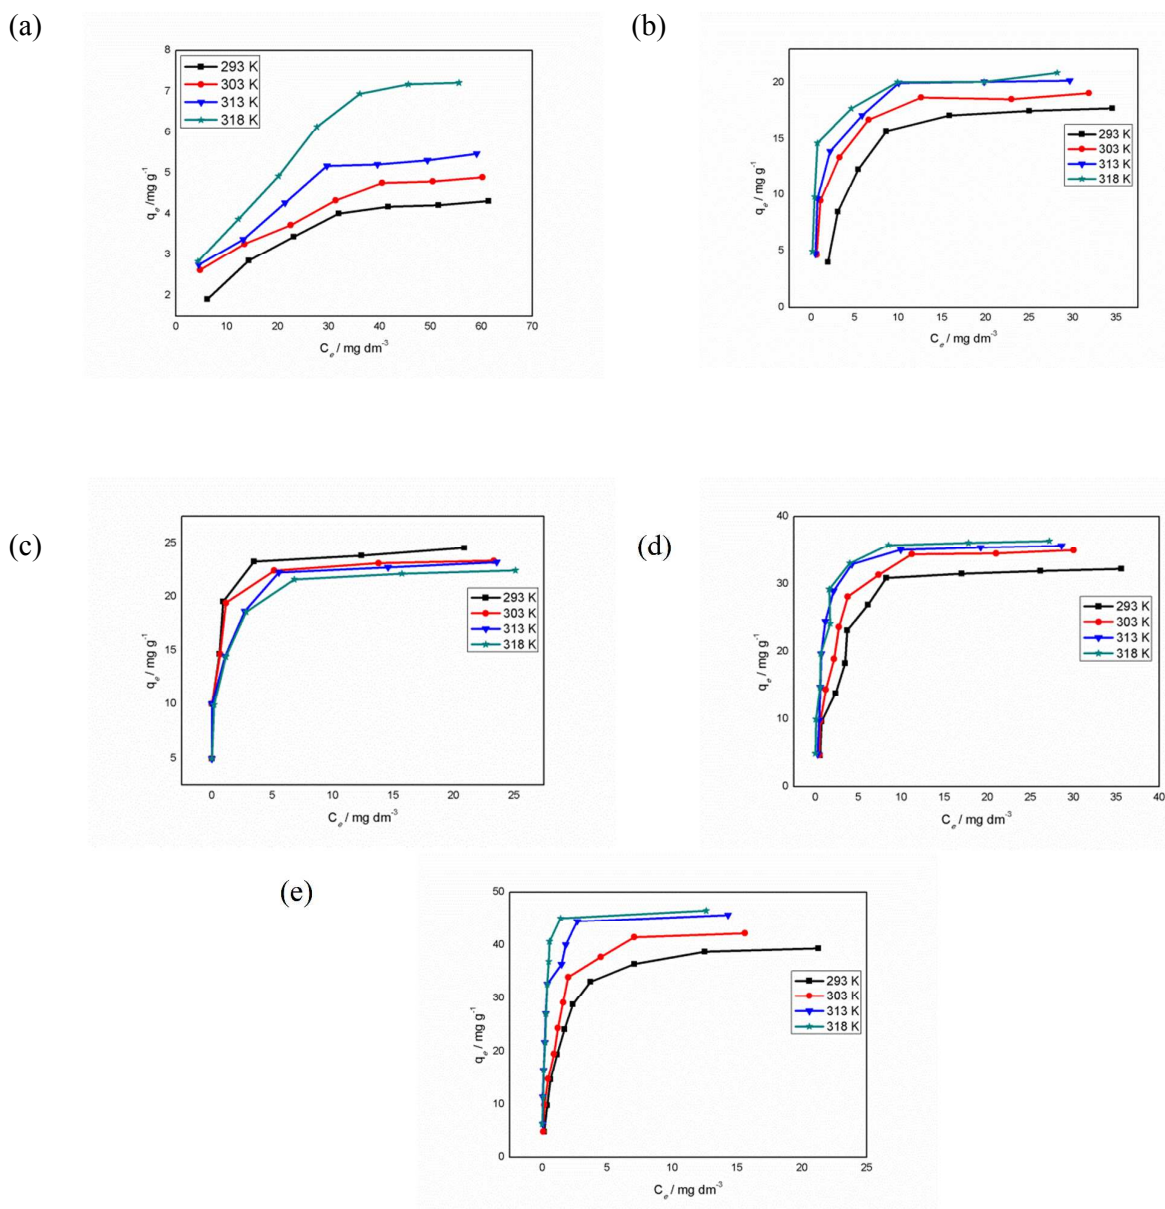 (a)
8
7
6
5
4
3
2
0 10 20 30 40 50 60 70
qe /mg g-1
Ce / mg dm-3
293 K
303 K
313 K
318 K
(b)
20
15
10
5
0
0 5 10 15 20 25 30 35
qe / mg g-1
Ce / mg dm-3
293 K
303 K
313 K
318 K
(c)
25
20
15
10
5
0 5 10 15 20 25
qe / mg g-1
Ce / mg dm-3
293 K
303 K
313 K
318 K
(d)
40
30
20
10
0
0 5 10 15 20 25 30 35 40
qe / mg g-1
Ce / mg dm-3
293 K
303 K
313 K
318 K
(e)
50
40
30
20
10
0
0 5 10 15 20 25
qe / mg g-1
Ce / mg dm-3
293 K
303 K
313 K
318 K